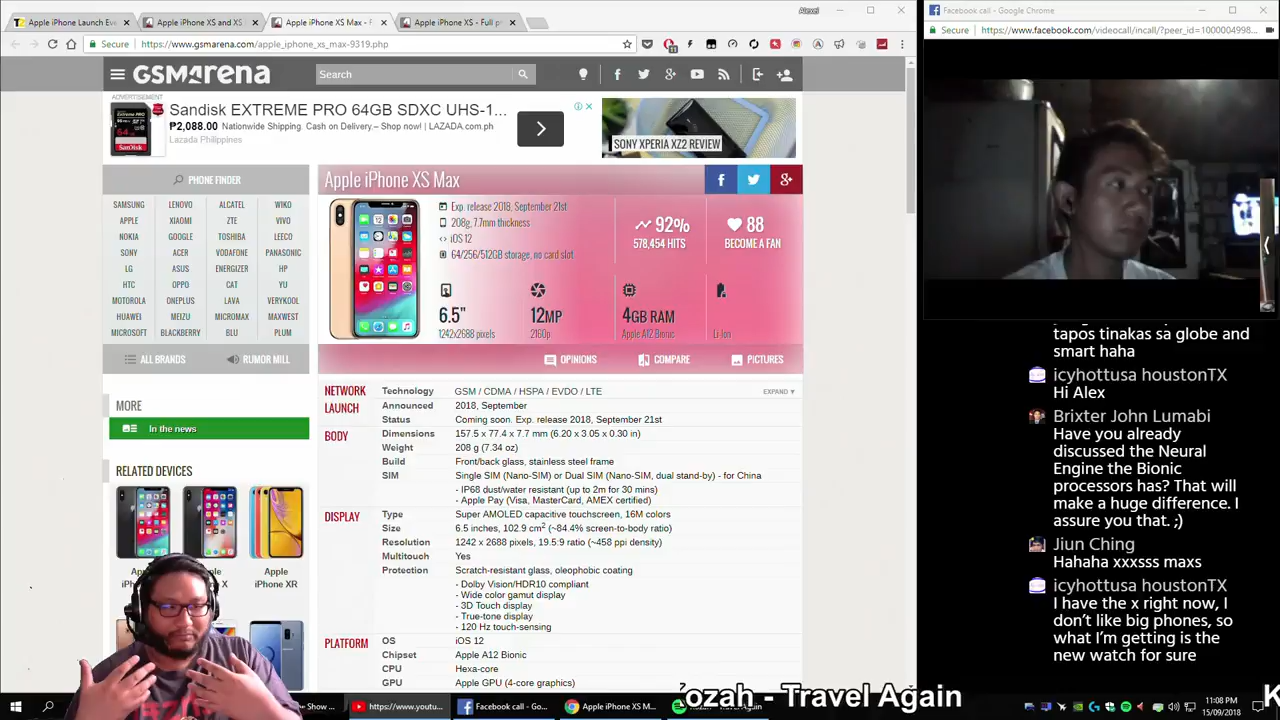 Apple iPhone Launch Eve
Apple iPhone XS and XS
Apple iPhone XS Max - F
Apple iPhone XS - Full p
Alexei
Secure
https://www.gsmarena.com/apple_iphone_xs_max-9319.php
GSMARENA
Search
ADVERTISEMENT
Sandisk EXTREME PRO 64GB SDXC UHS-1...
₱2,088.00 Nationwide Shipping. Cash on Delivery – Shop now! | LAZADA.com.ph
Lazada Philippines
SONY XPERIA XZ2 REVIEW
PHONE FINDER
SAMSUNG LENOVO ALCATEL WIKO
APPLE XIAOMI ZTE VIVO
NOKIA GOOGLE TOSHIBA LEECO
SONY ACER VODAFONE PANASONIC
LG ASUS ENERGIZER HP
HTC OPPO CAT YU
MOTOROLA ONEPLUS LAVA VERYKOOL
HUAWEI MEIZU MICROMAX MAXWEST
MICROSOFT BLACKBERRY BLU PLUM
ALL BRANDS RUMOR MILL
MORE
In the news
RELATED DEVICES
Apple iPhone XR
Apple iPhone XS Max
Exp. release 2018, September 21st
208g, 7.7mm thickness
iOS 12
64/256/512GB storage, no card slot
92%
578,454 HITS
88
BECOME A FAN
6.5"
1242x2688 pixels
12MP
2160p
4GB RAM
Apple A12 Bionic
Li-Ion
OPINIONS COMPARE PICTURES
NETWORK Technology GSM / CDMA / HSPA / EVDO / LTE EXPAND ▼
LAUNCH Announced 2018, September
Status Coming soon. Exp. release 2018, September 21st
BODY Dimensions 157.5 x 77.4 x 7.7 mm (6.20 x 3.05 x 0.30 in)
Weight 208 g (7.34 oz)
Build Front/back glass, stainless steel frame
SIM Single SIM (Nano-SIM) or Dual SIM (Nano-SIM, dual stand-by) - for China
- IP68 dust/water resistant (up to 2m for 30 mins)
- Apple Pay (Visa, MasterCard, AMEX certified)
DISPLAY Type Super AMOLED capacitive touchscreen, 16M colors
Size 6.5 inches, 102.9 cm2 (~84.4% screen-to-body ratio)
Resolution 1242 x 2688 pixels, 19.5:9 ratio (~458 ppi density)
Multitouch Yes
Protection Scratch-resistant glass, oleophobic coating
- Dolby Vision/HDR10 compliant
- Wide color gamut display
- 3D Touch display
- True-tone display
- 120 Hz touch-sensing
PLATFORM OS iOS 12
Chipset Apple A12 Bionic
CPU Hexa-core
GPU Apple GPU (4-core graphics)
Facebook call - Google Chrome
Secure
https://www.facebook.com/videocall/incall/?peer_id=1000004998...
tapos tinakas sa globe and
smart haha
icyhottusa houstonTX
Hi Alex
Brixter John Lumabi
Have you already
discussed the Neural
Engine the Bionic
processors has? That will
make a huge difference. I
assure you that. ;)
Jiun Ching
Hahaha xxxsss maxs
icyhottusa houstonTX
I have the x right now, I
don't like big phones, so
what I'm getting is the
new watch for sure
https://www.youtu...
Facebook call - Go...
Apple iPhone XS M...
ozah - Travel Again
11:08 PM
15/09/2018